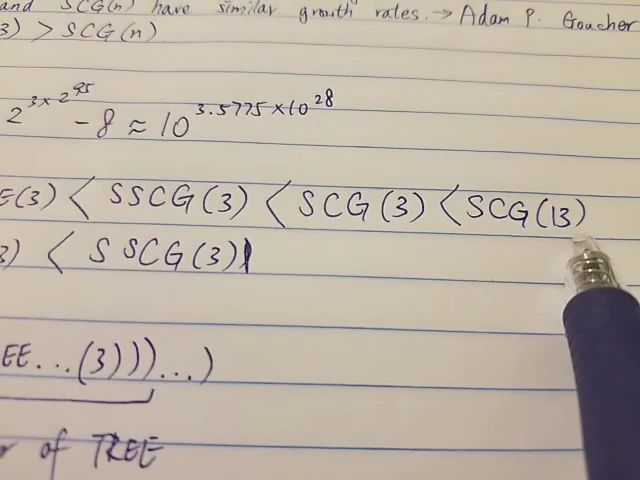 and SCG(n) have similar growth rates. → Adam P. Goucher
3) > SCG(n)
2^{3×2^{95}} - 8 ≈ 10^{3.5775×10^{28}}
E(3) < SSCG(3) < SCG(3) < SCG(13)
3) < SSCG(3)
EE...(3)))...)
r of TREE